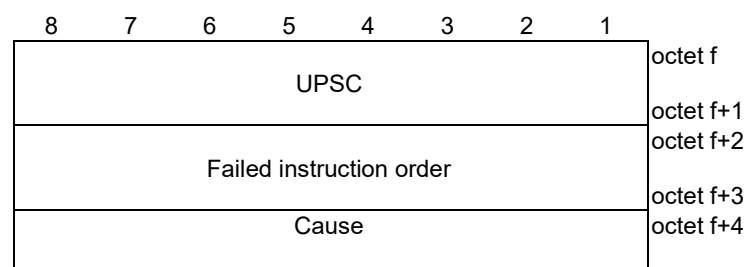 8 7 6 5 4 3 2 1
octet f
UPSC
octet f+1
octet f+2
Failed instruction order
octet f+3
Cause octet f+4